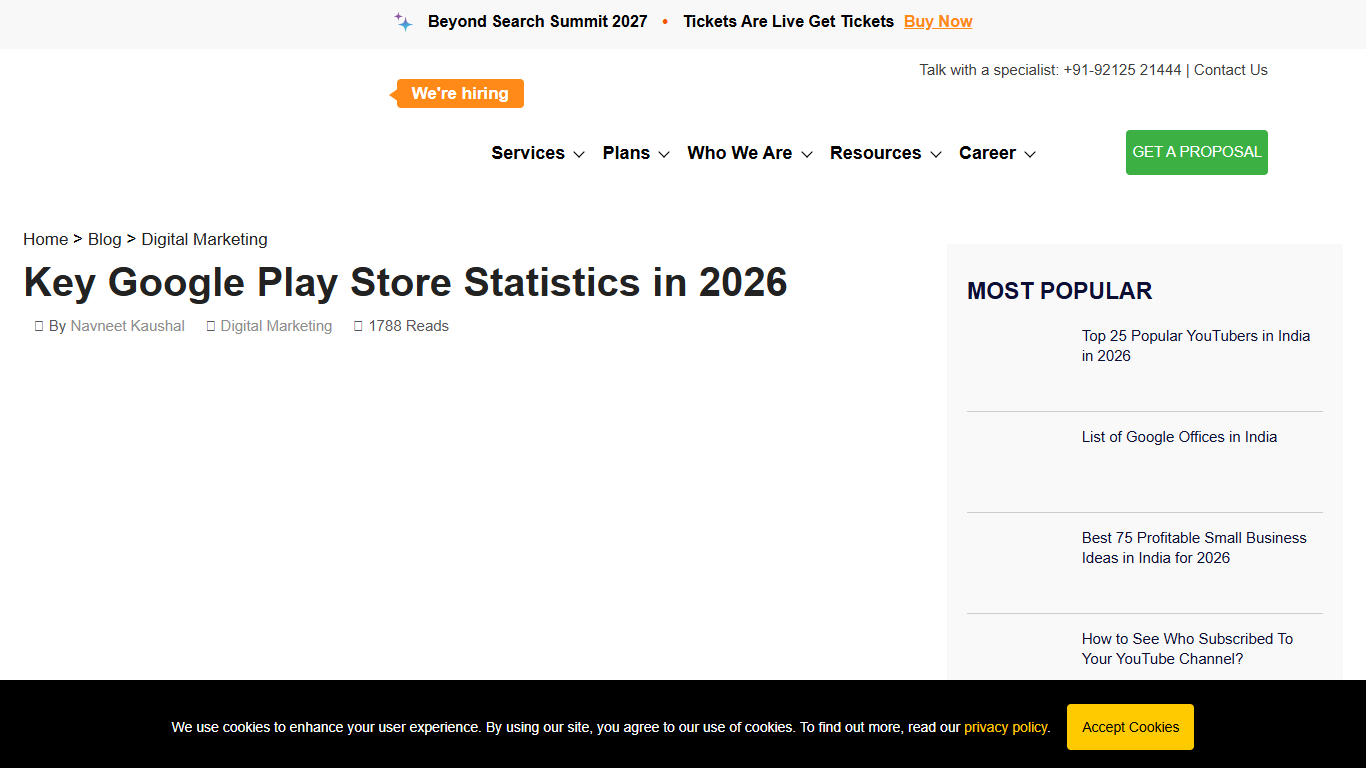 Beyond Search Summit 2027 • Tickets Are Live Get Tickets Buy Now
Talk with a specialist: +91-92125 21444 | Contact Us
We're hiring
Services Plans Who We Are Resources Career
GET A PROPOSAL
Home > Blog > Digital Marketing
Key Google Play Store Statistics in 2026
By Navneet Kaushal Digital Marketing 1788 Reads
MOST POPULAR
Top 25 Popular YouTubers in India
in 2026
List of Google Offices in India
Best 75 Profitable Small Business
Ideas in India for 2026
How to See Who Subscribed To
Your YouTube Channel?
We use cookies to enhance your user experience. By using our site, you agree to our use of cookies. To find out more, read our privacy policy.
Accept Cookies